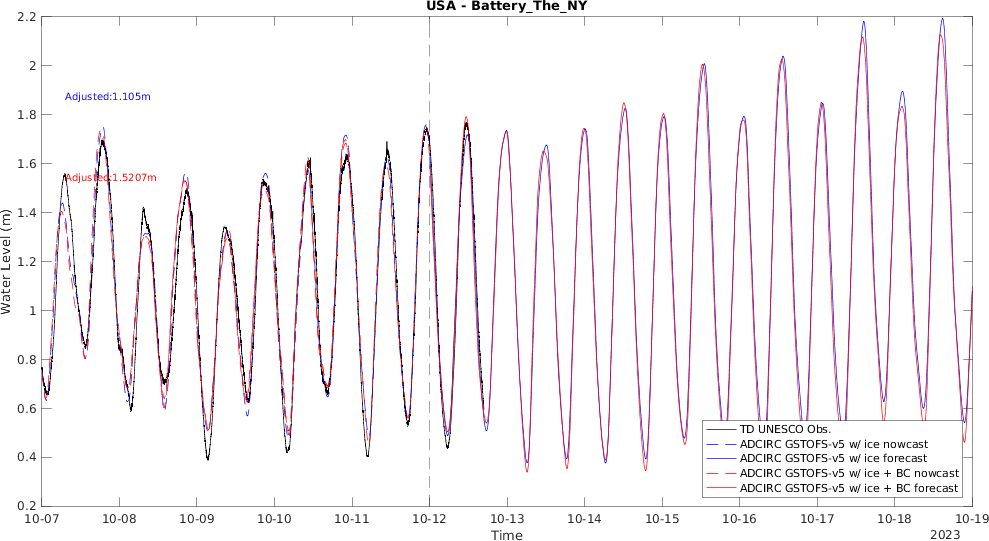 USA - Battery_The_NY
2.2
2
1.8
1.6
1.4
1.2
1
0.8
0.6
0.4
0.2
Water Level (m)
Adjusted:1.105m
Adjusted:1.5207m
TD UNESCO Obs.
ADCIRC GSTOFS-v5 w/ ice nowcast
ADCIRC GSTOFS-v5 w/ ice forecast
ADCIRC GSTOFS-v5 w/ ice + BC nowcast
ADCIRC GSTOFS-v5 w/ ice + BC forecast
10-07 10-08 10-09 10-10 10-11 10-12 10-13 10-14 10-15 10-16 10-17 10-18 10-19
Time
2023